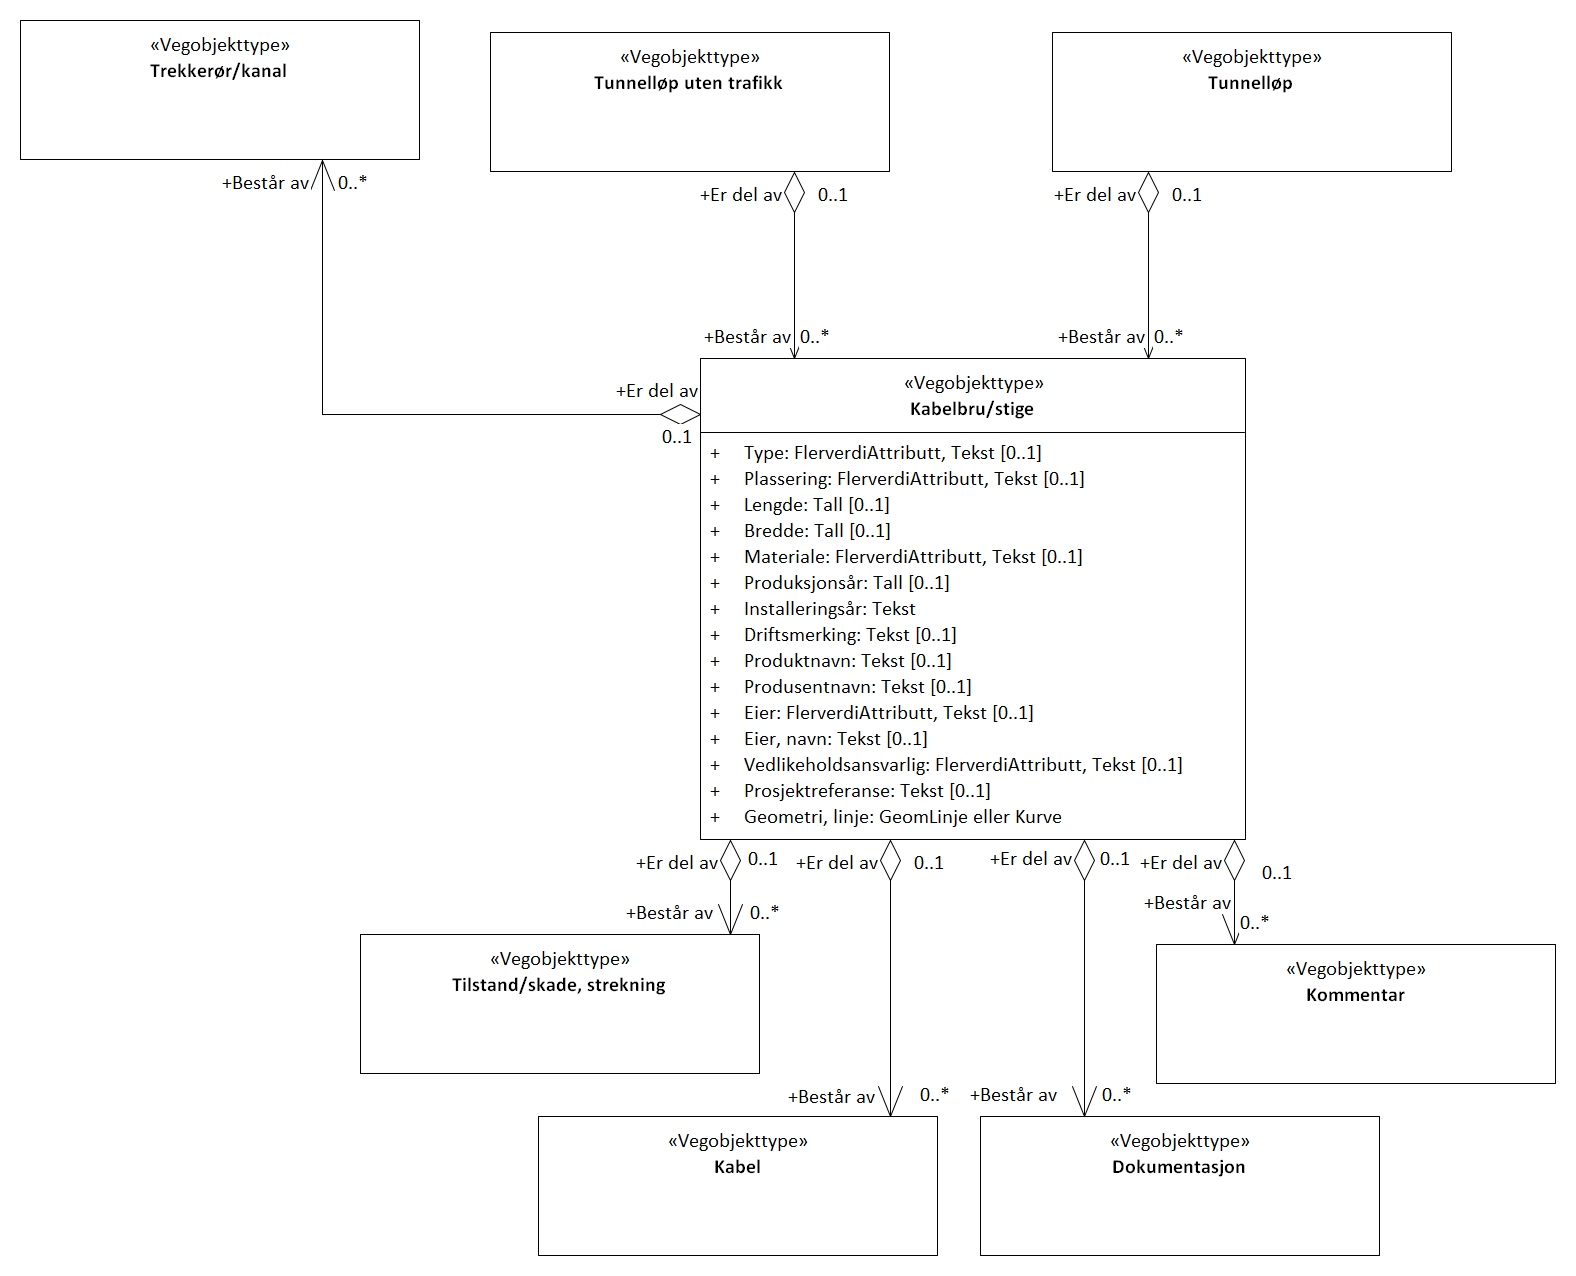 «Vegobjekttype»
Trekkerør/kanal
«Vegobjekttype»
Tunnelløp uten trafikk
«Vegobjekttype»
Tunnelløp
+Består av
0..*
+Er del av
0..1
+Er del av
0..1
+Består av
0..*
+Består av
0..*
+Er del av
0..1
«Vegobjekttype»
Kabelbru/stige
+ Type: FlerverdiAttributt, Tekst [0..1]
+ Plassering: FlerverdiAttributt, Tekst [0..1]
+ Lengde: Tall [0..1]
+ Bredde: Tall [0..1]
+ Materiale: FlerverdiAttributt, Tekst [0..1]
+ Produksjonsår: Tall [0..1]
+ Installeringsår: Tekst
+ Driftsmerking: Tekst [0..1]
+ Produktnavn: Tekst [0..1]
+ Produsentnavn: Tekst [0..1]
+ Eier: FlerverdiAttributt, Tekst [0..1]
+ Eier, navn: Tekst [0..1]
+ Vedlikeholdsansvarlig: FlerverdiAttributt, Tekst [0..1]
+ Prosjektreferanse: Tekst [0..1]
+ Geometri, linje: GeomLinje eller Kurve
+Er del av
0..1
+Er del av
0..1
+Er del av
0..1
+Er del av
0..1
+Består av
0..*
+Består av
0..*
«Vegobjekttype»
Tilstand/skade, strekning
«Vegobjekttype»
Kommentar
+Består av
0..*
+Består av
0..*
«Vegobjekttype»
Kabel
«Vegobjekttype»
Dokumentasjon